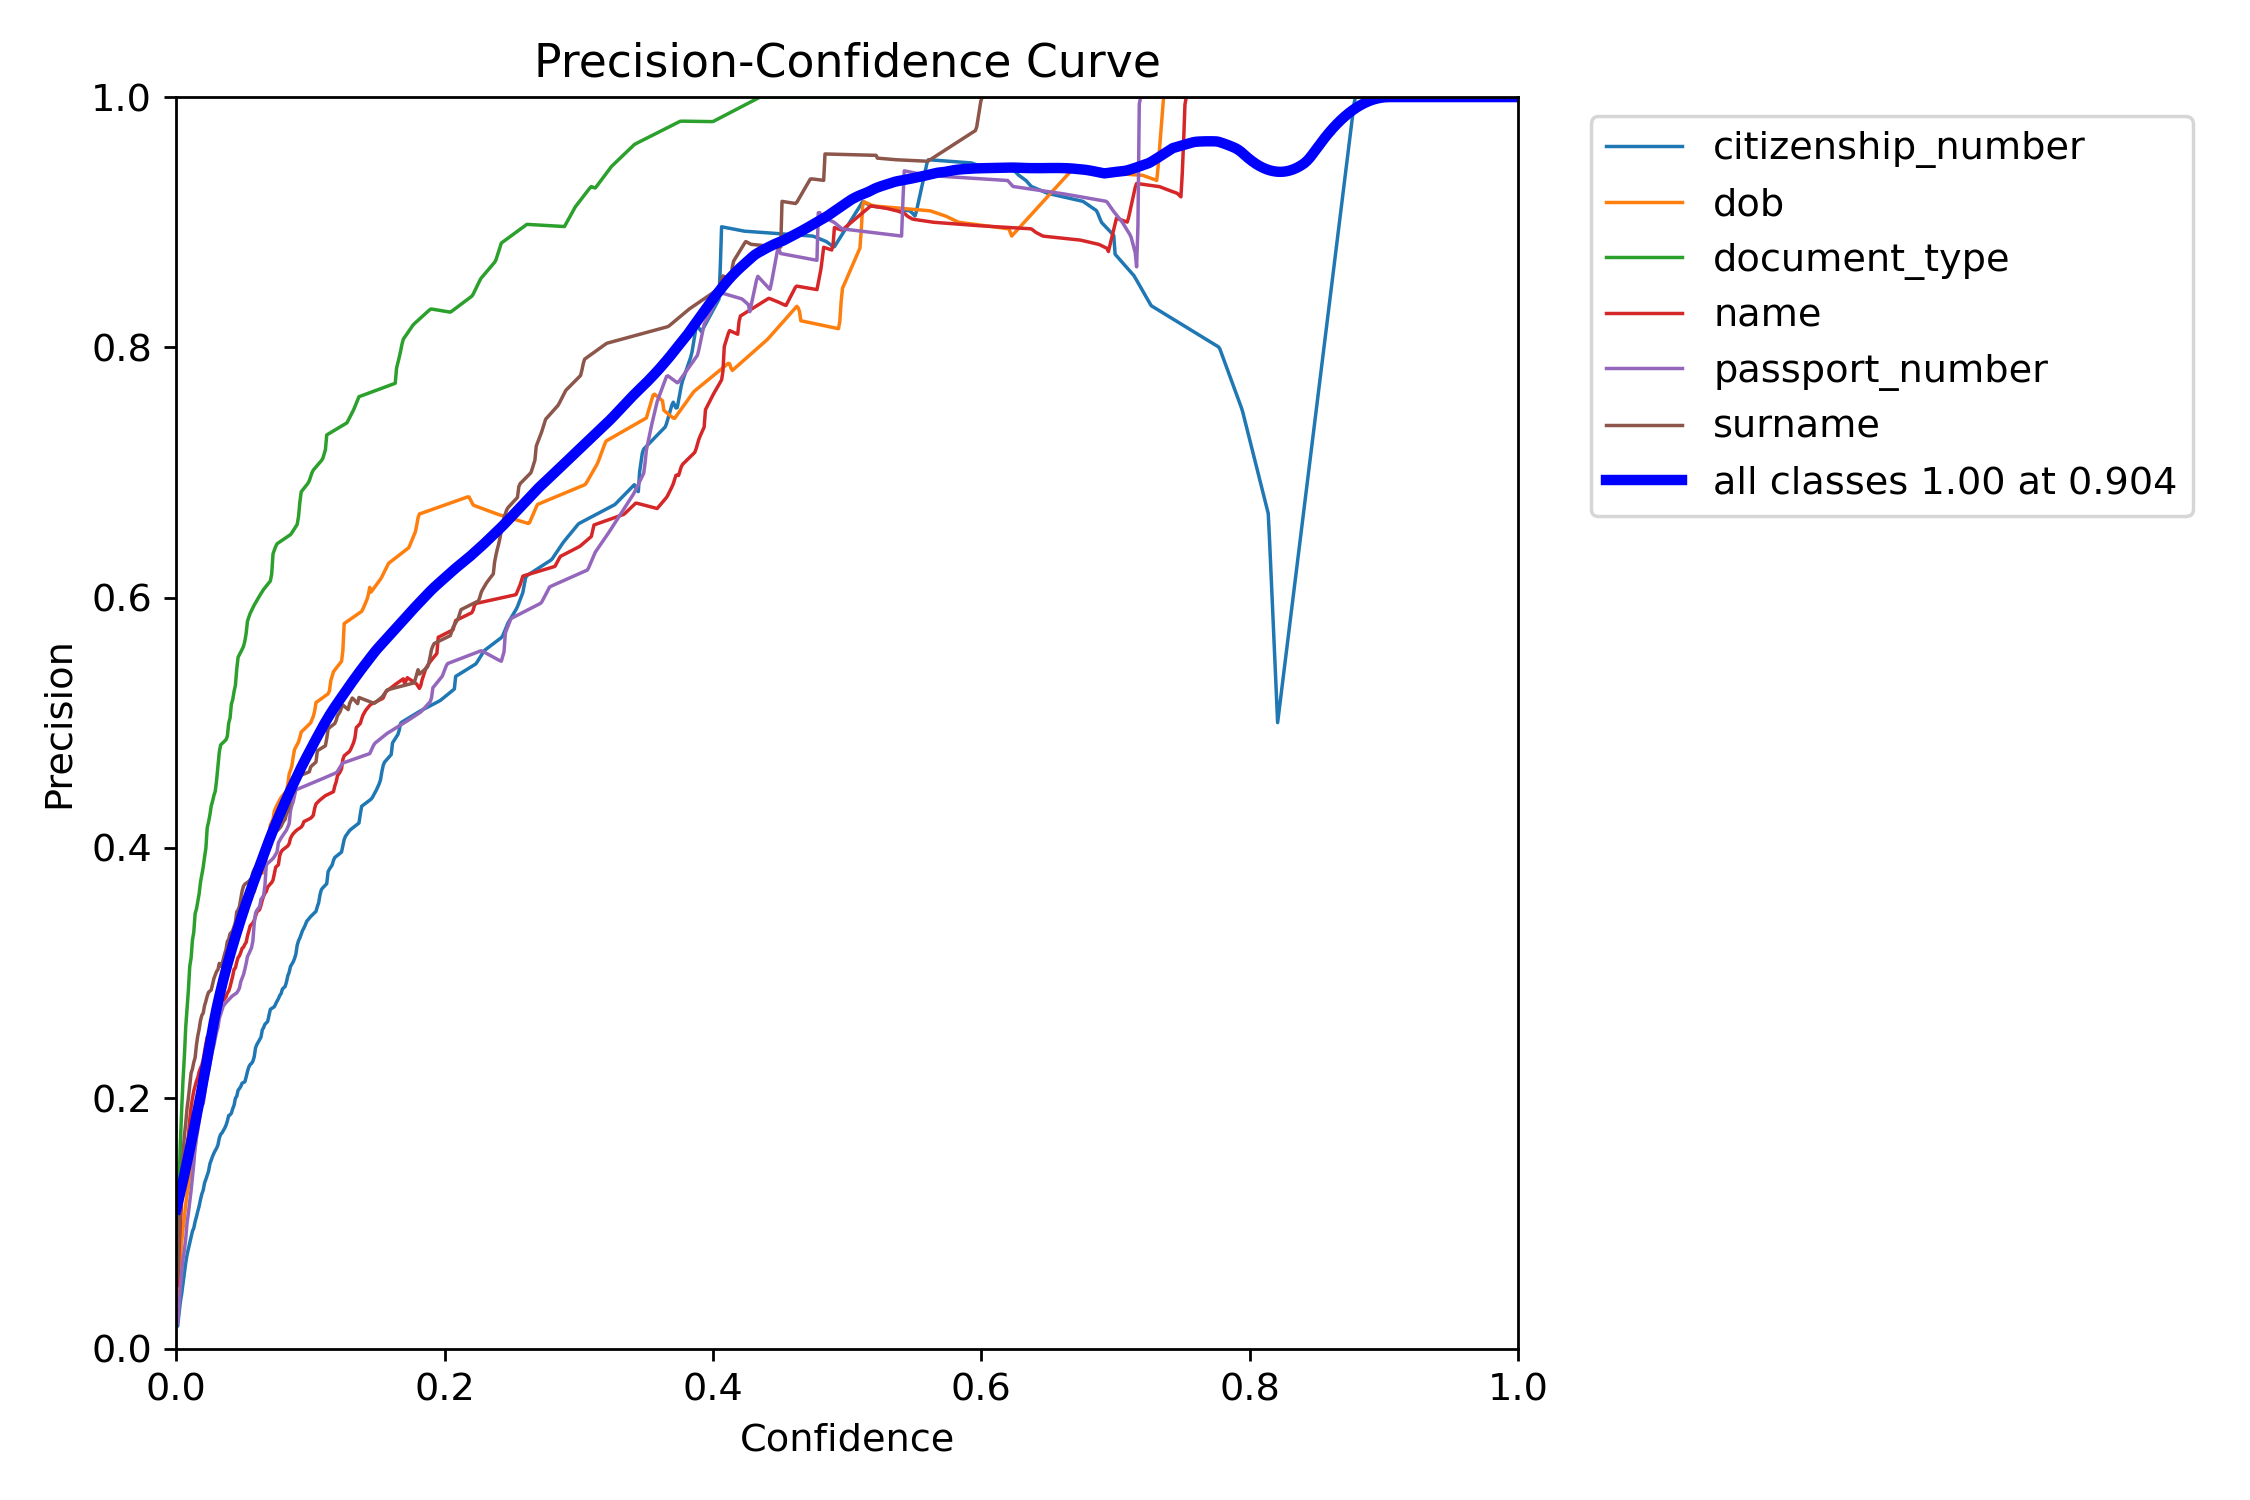 Precision-Confidence Curve
1.0
0.8
0.6
0.4
0.2
0.0
Precision
0.0 0.2 0.4 0.6 0.8 1.0
Confidence
citizenship_number
dob
document_type
name
passport_number
surname
all classes 1.00 at 0.904